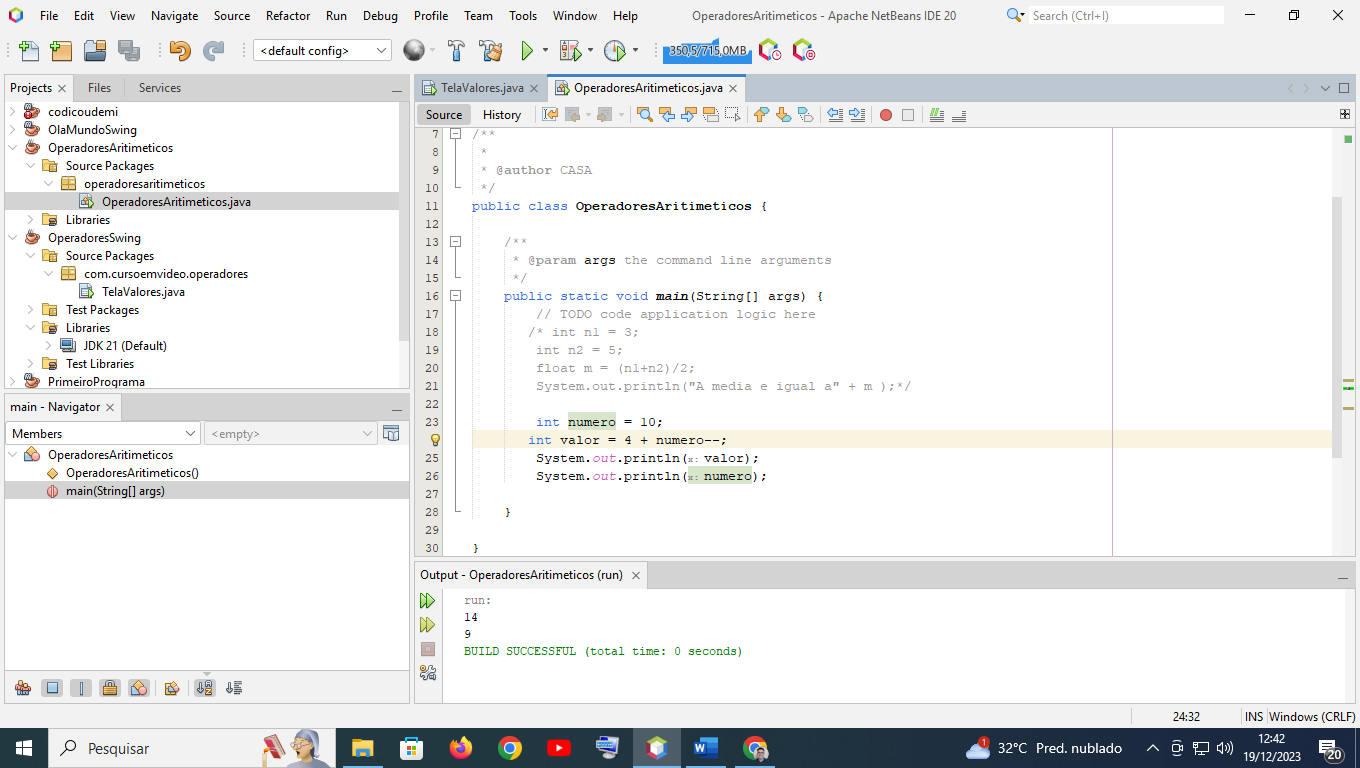 File Edit View Navigate Source Refactor Run Debug Profile Team Tools Window Help
OperadoresAritimeticos - Apache NetBeans IDE 20
Search (Ctrl+I)
<default config>
350,5/715,0MB
Projects
Files
Services
codicoudemi
OlaMundoSwing
OperadoresAritimeticos
Source Packages
operadoresaritimeticos
OperadoresAritimeticos.java
Libraries
OperadoresSwing
Source Packages
com.cursoemvideo.operadores
TelaValores.java
Test Packages
Libraries
JDK 21 (Default)
Test Libraries
PrimeiroPrograma
main - Navigator
Members
<empty>
OperadoresAritimeticos
OperadoresAritimeticos()
main(String[] args)
TelaValores.java
OperadoresAritimeticos.java
Source
History
7 /**
8 *
9 * @author CASA
10 */
11 public class OperadoresAritimeticos {
12
13 /**
14 * @param args the command line arguments
15 */
16 public static void main(String[] args) {
17 // TODO code application logic here
18 /* int n1 = 3;
19 int n2 = 5;
20 float m = (n1+n2)/2;
21 System.out.println("A media e igual a" + m );*/
22
23 int numero = 10;
int valor = 4 + numero--;
25 System.out.println(x: valor);
26 System.out.println(x: numero);
27
28 }
29
30 }
Output - OperadoresAritimeticos (run)
run:
14
9
BUILD SUCCESSFUL (total time: 0 seconds)
24:32
INS
Windows (CRLF)
Pesquisar
1
32°C Pred. nublado
12:42
19/12/2023
20